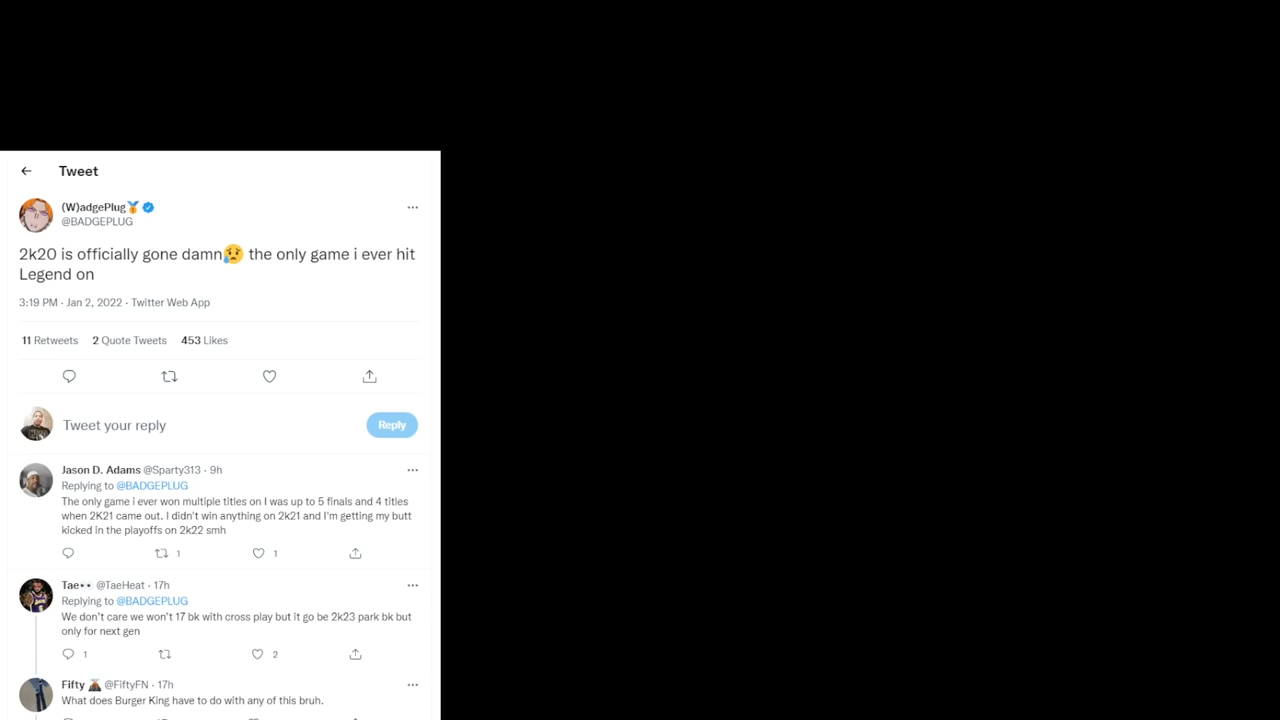 Tweet
(W)adgePlug🥇
@BADGEPLUG
2k20 is officially gone damn😥 the only game i ever hit
Legend on
3:19 PM · Jan 2, 2022 · Twitter Web App
11 Retweets 2 Quote Tweets 453 Likes
Tweet your reply
Reply
Jason D. Adams @Sparty313 · 9h
Replying to @BADGEPLUG
The only game i ever won multiple titles on I was up to 5 finals and 4 titles
when 2K21 came out. I didn't win anything on 2k21 and I'm getting my butt
kicked in the playoffs on 2k22 smh
1 1
Tae👀 @TaeHeat · 17h
Replying to @BADGEPLUG
We don't care we won't 17 bk with cross play but it go be 2k23 park bk but
only for next gen
1 2
Fifty 🌋 @FiftyFN · 17h
What does Burger King have to do with any of this bruh.